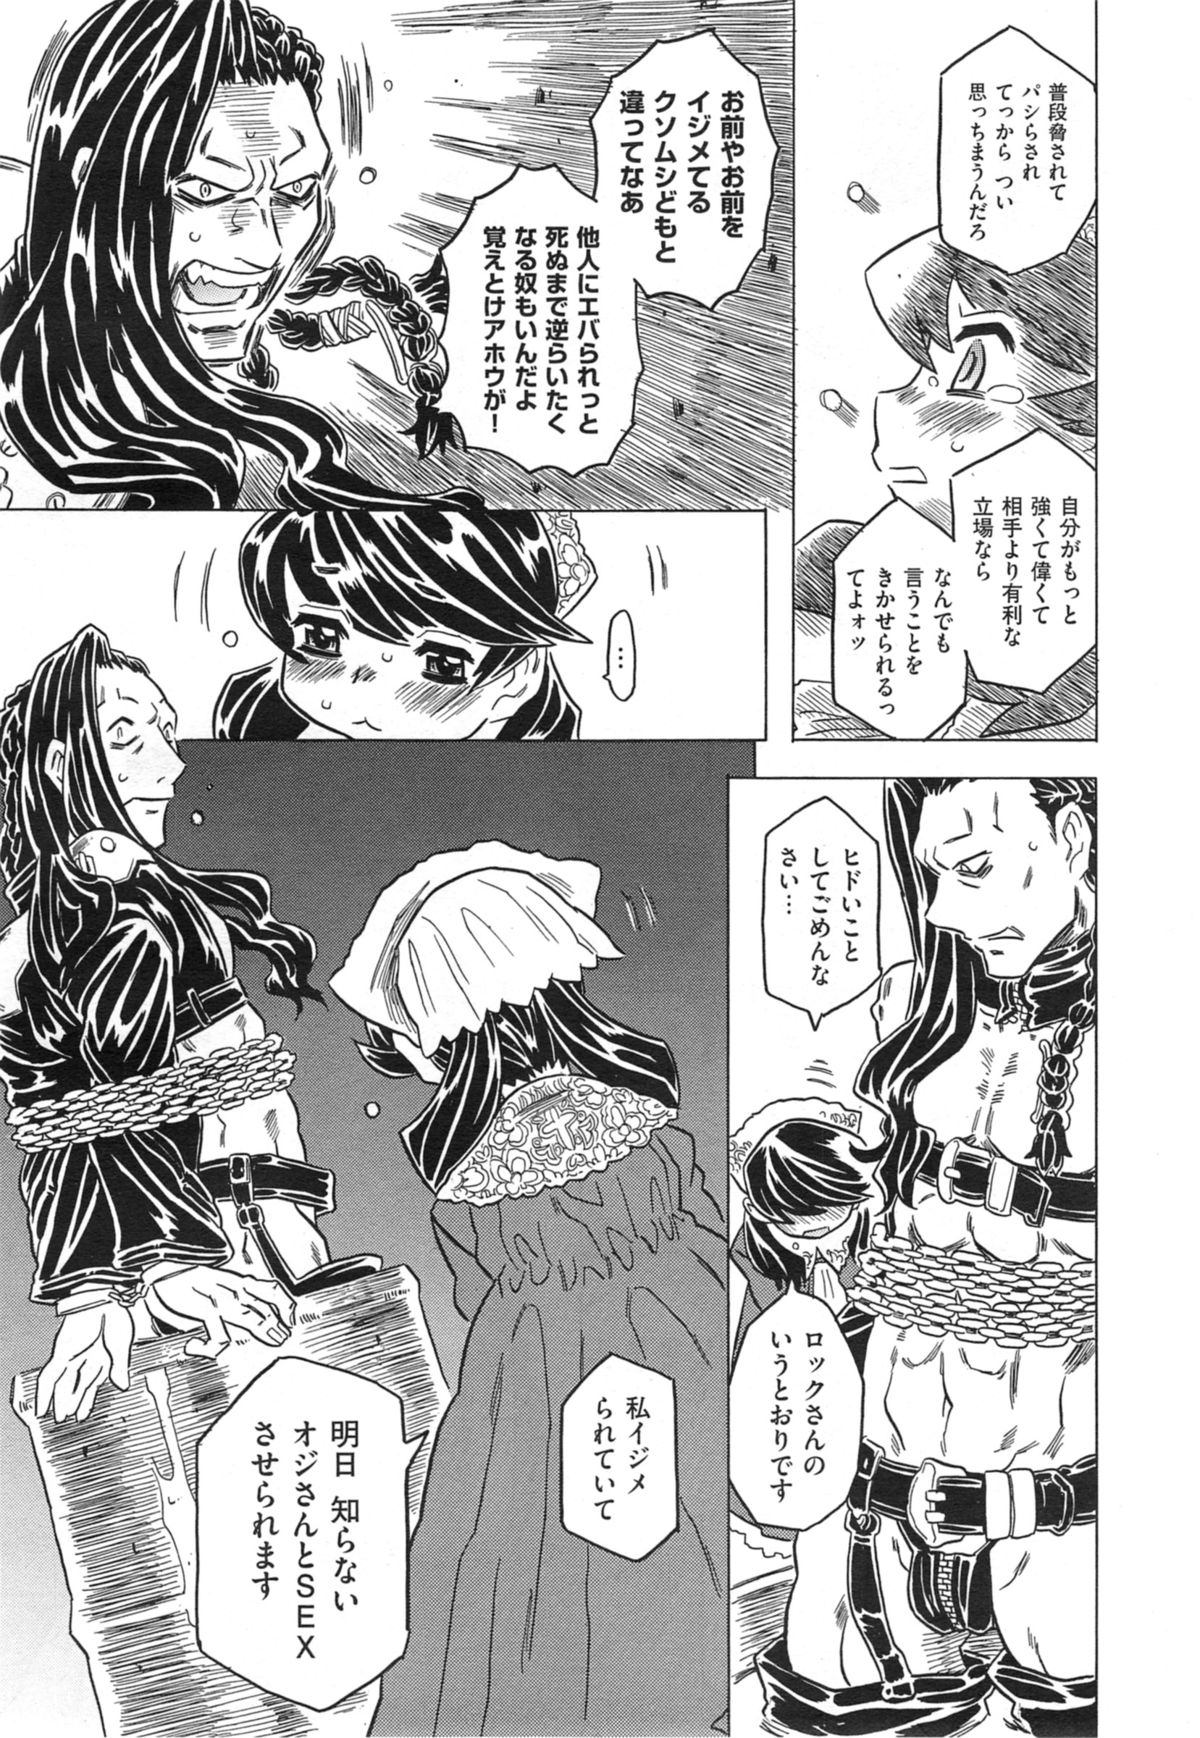 普段脅されて
パシらされ
てっから つい
思っちまうんだろ
自分がもっと
強くて偉くて
相手より有利な
立場なら
なんでも
言うことを
きかせられるっ
てよォッ
お前やお前を
イジメてる
クソムシどもと
違ってなあ
他人にエバられっと
死ぬまで逆らいたく
なる奴もいんだよ
覚えとけアホウが！
…
ヒドいこと
してごめんな
さい…
ロックさんの
いうとおりです
私イジメ
られていて
明日 知らない
オジさんとSEX
させられます